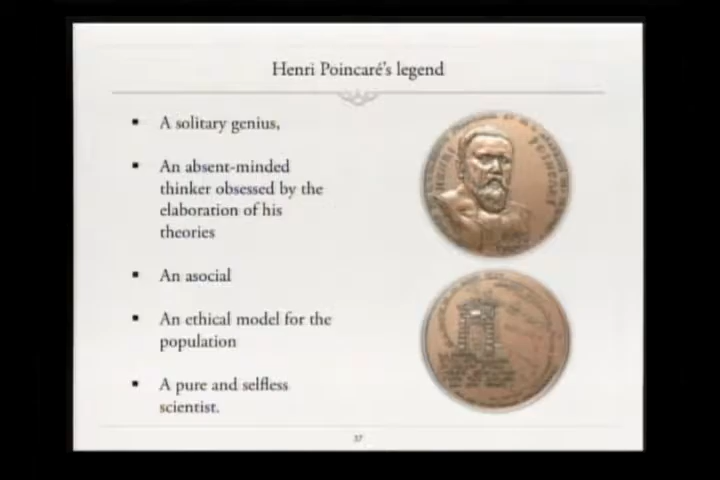 Henri Poincaré's legend
▪ A solitary genius,
▪ An absent-minded
thinker obsessed by the
elaboration of his
theories
▪ An asocial
▪ An ethical model for the
population
▪ A pure and selfless
scientist.
37